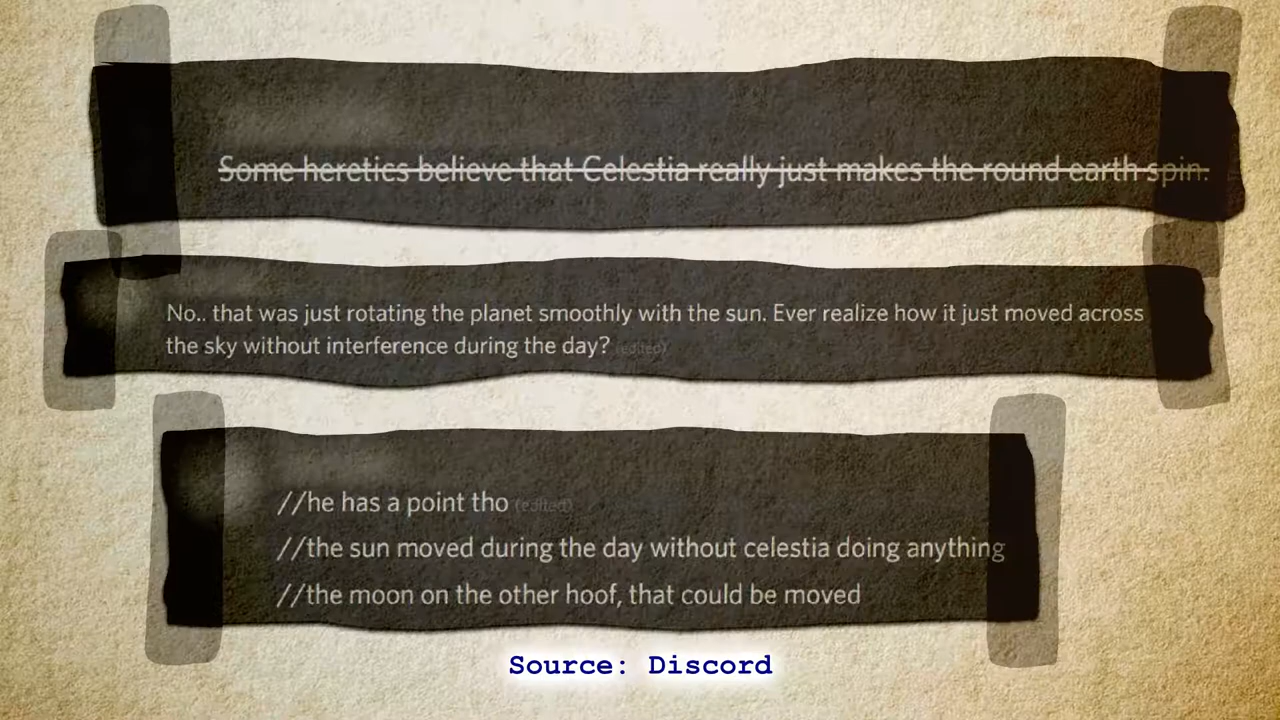 Some heretics believe that Celestia really just makes the round earth spin.
No.. that was just rotating the planet smoothly with the sun. Ever realize how it just moved across
the sky without interference during the day? (edited)
//he has a point tho (edited)
//the sun moved during the day without celestia doing anything
//the moon on the other hoof, that could be moved
Source: Discord